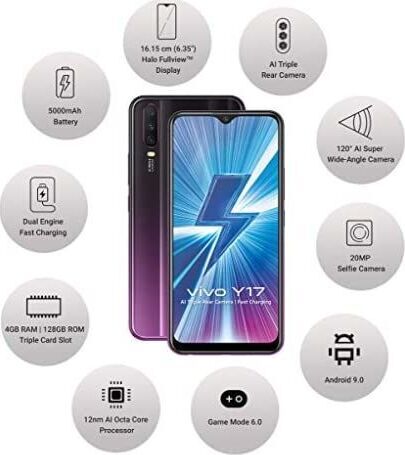 16.15 cm (6.35")
Halo Fullview™
Display
AI Triple
Rear Camera
5000mAh
Battery
120° AI Super
Wide-Angle Camera
Dual Engine
Fast Charging
20MP
Selfie Camera
vivo Y17
AI Triple Rear Camera | Fast Charging
4GB RAM | 128GB ROM
Triple Card Slot
Android 9.0
12nm AI Octa Core
Processor
Game Mode 6.0